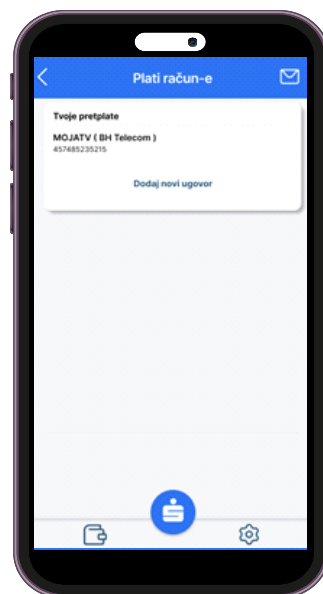 Plati račun-e
Tvoje pretplate
MOJATV ( BH Telecom )
457485235215
Dodaj novi ugovor